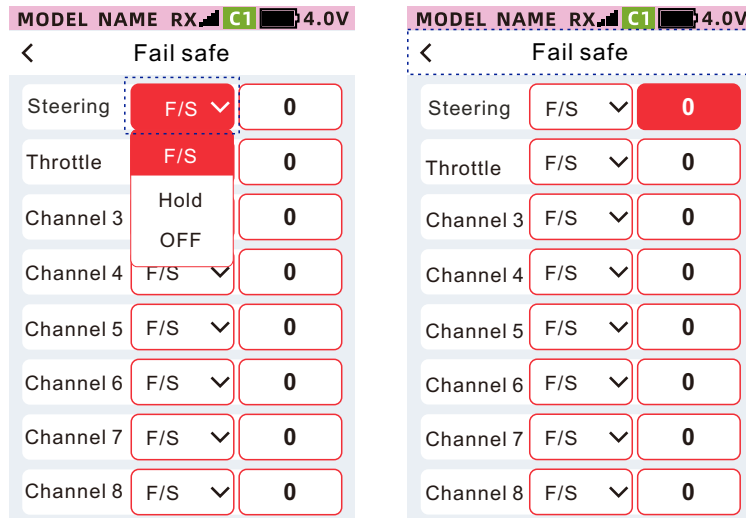 MODEL NAME RX C1 4.0V
Fail safe
Steering F/S 0
F/S
Throttle 0
Hold
Channel 3 0
OFF
Channel 4 F/S 0
Channel 5 F/S 0
Channel 6 F/S 0
Channel 7 F/S 0
Channel 8 F/S 0
MODEL NAME RX C1 4.0V
Fail safe
Steering F/S 0
Throttle F/S 0
Channel 3 F/S 0
Channel 4 F/S 0
Channel 5 F/S 0
Channel 6 F/S 0
Channel 7 F/S 0
Channel 8 F/S 0